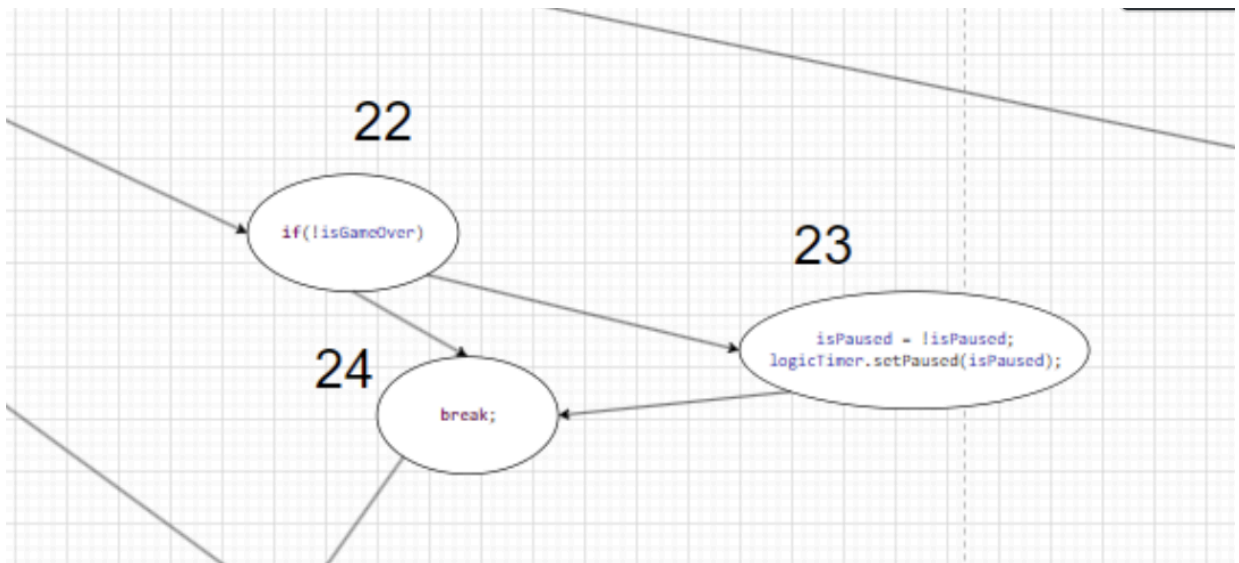 22
if(!isGameOver)
23
isPaused = !isPaused;
logicTimer.setPaused(isPaused);
24
break;